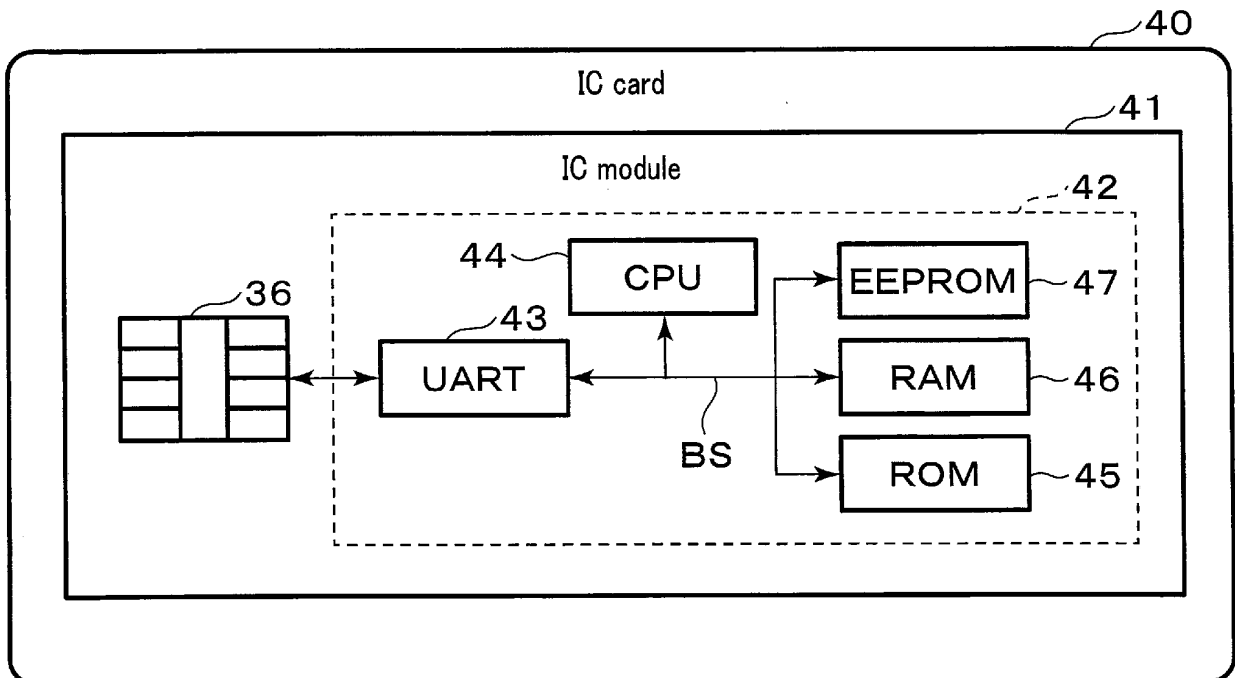 40
IC card
41
IC module
42
44
CPU
EEPROM
47
36
43
UART
RAM
46
BS
ROM
45